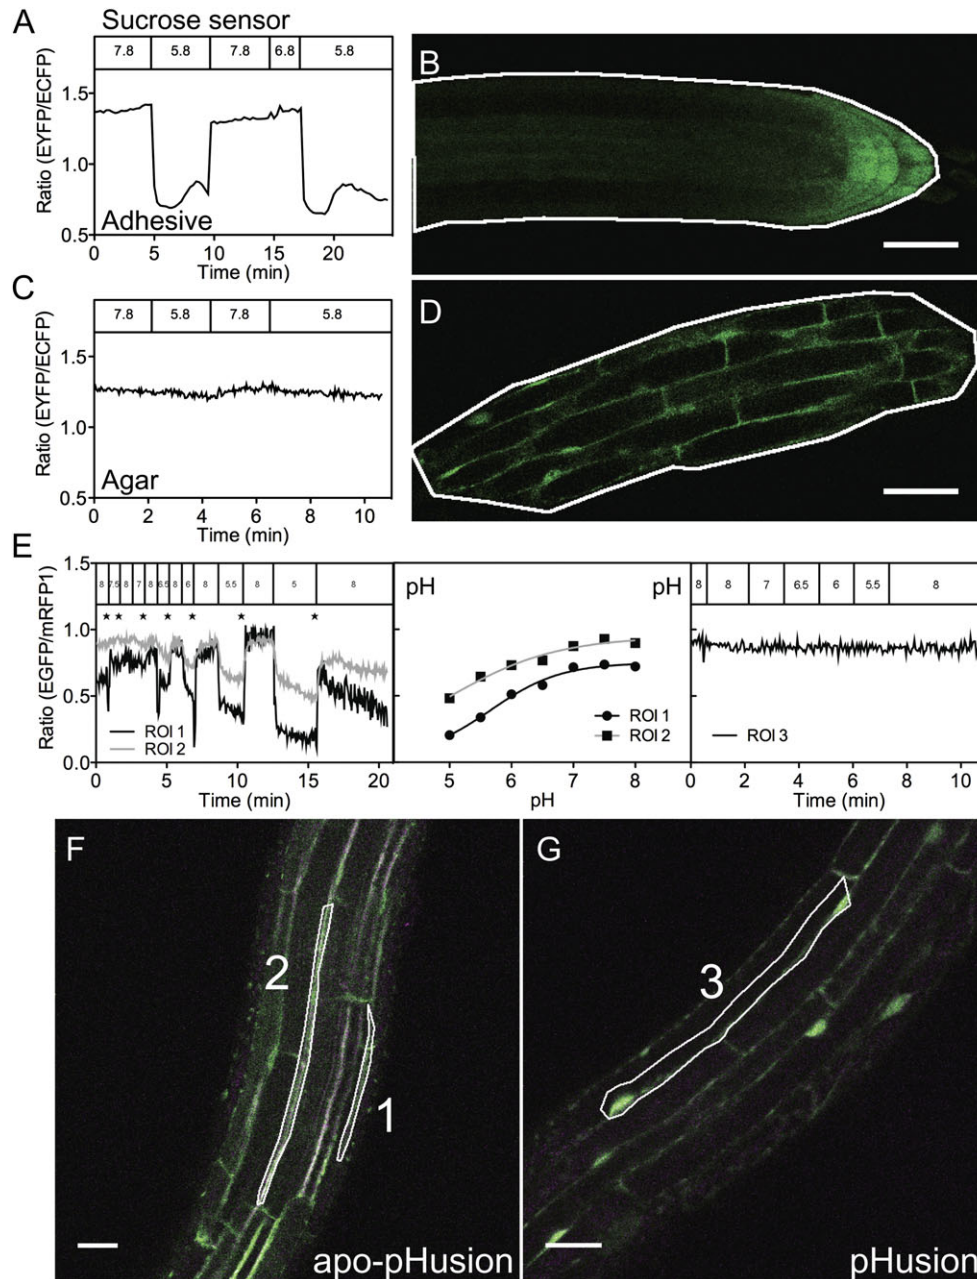 A
Sucrose sensor
7.8 5.8 7.8 6.8 5.8
Ratio (EYFP/ECFP)
1.5
1.0
0.5
Adhesive
0 5 10 15 20
Time (min)
B
C
7.8 5.8 7.8 5.8
Ratio (EYFP/ECFP)
1.5
1.0
0.5
Agar
0 2 4 6 8 10
Time (min)
D
E
8 7.5 8 7 8 6.5 8 6 8 5.5 8 5 8
pH
pH
8 8 7 6.5 6 5.5 8
Ratio (EGFP/mRFP1)
1.5
1.0
0.5
0.0
ROI 1
ROI 2
0 5 10 15 20
Time (min)
ROI 1
ROI 2
4 5 6 7 8
pH
ROI 3
0 2 4 6 8 10
Time (min)
F
2
1
apo-pHusion
G
3
pHusion